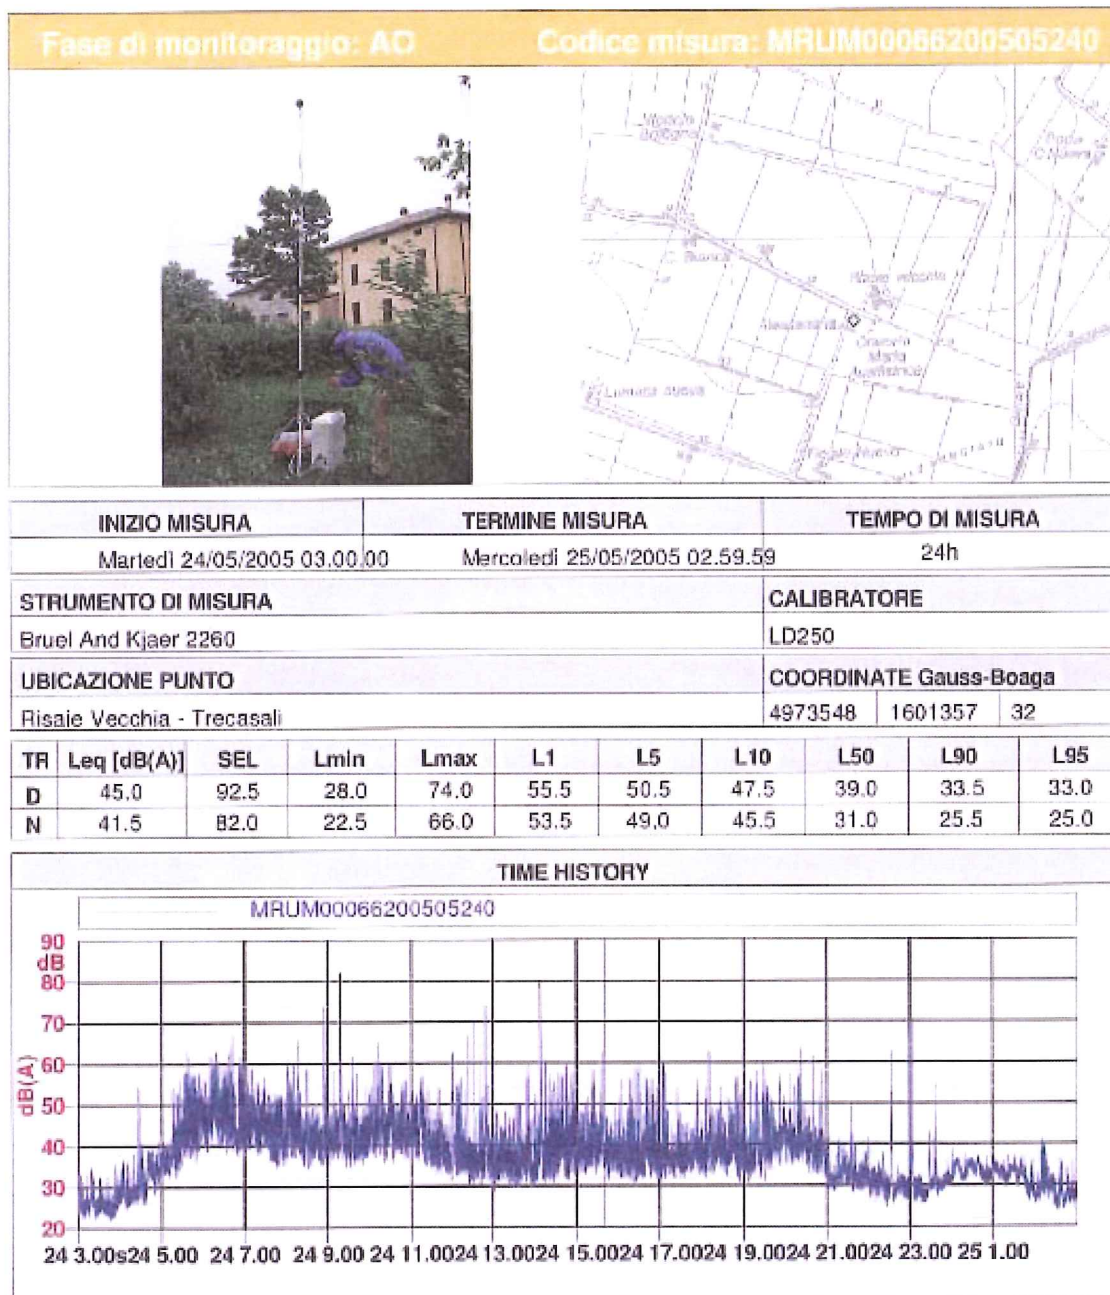 Fase di monitoraggio: AO Codice misura: MRUM00066200505240
C. Bianca
Risaie vecchia
Maria
INIZIO MISURA TERMINE MISURA TEMPO DI MISURA
Martedì 24/05/2005 03.00.00 Mercoledì 25/05/2005 02.59.59 24h
STRUMENTO DI MISURA CALIBRATORE
Bruel And Kjaer 2260 LD250
UBICAZIONE PUNTO COORDINATE Gauss-Boaga
Risaie Vecchia - Trecasali 4973548 1601357 32
TR Leq [dB(A)] SEL Lmin Lmax L1 L5 L10 L50 L90 L95
D 45.0 92.5 28.0 74.0 55.5 50.5 47.5 39.0 33.5 33.0
N 41.5 82.0 22.5 66.0 53.5 49.0 45.5 31.0 25.5 25.0
TIME HISTORY
MRUM00066200505240
90
dB
80
70
60
50
40
30
20
dB(A)
24 3.00s24 5.00 24 7.00 24 9.00 24 11.0024 13.0024 15.0024 17.0024 19.0024 21.0024 23.00 25 1.00